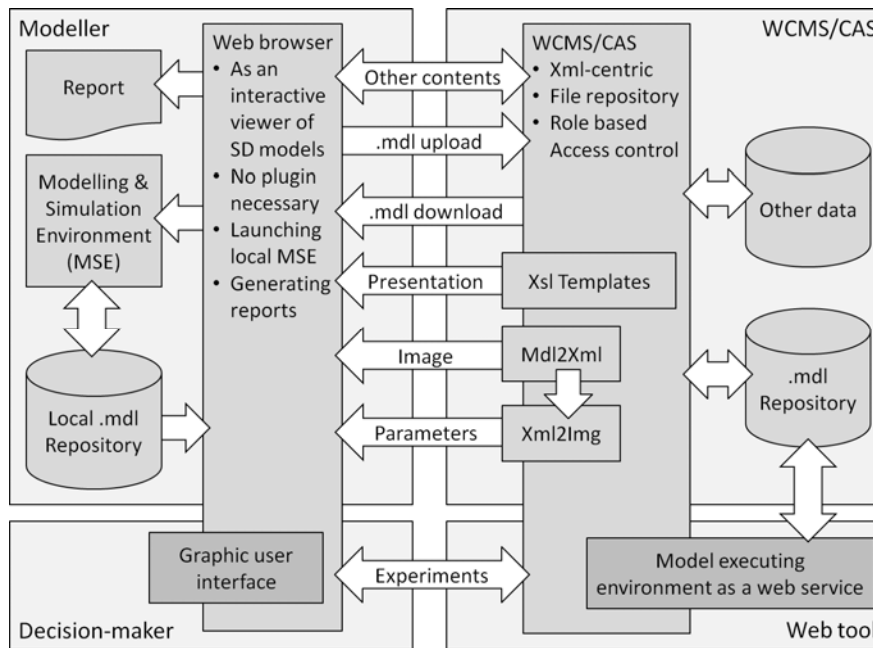 Modeller
Report
Modelling &
Simulation
Environment
(MSE)
Local .mdl
Repository
Web browser
• As an
interactive
viewer of
SD models
• No plugin
necessary
• Launching
local MSE
• Generating
reports
Other contents
.mdl upload
.mdl download
Presentation
Image
Parameters
WCMS/CAS
• Xml-centric
• File repository
• Role based
Access control
Xsl Templates
Mdl2Xml
Xml2Img
WCMS/CAS
Other data
.mdl
Repository
Graphic user
interface
Decision-maker
Experiments
Model executing
environment as a web service
Web tool